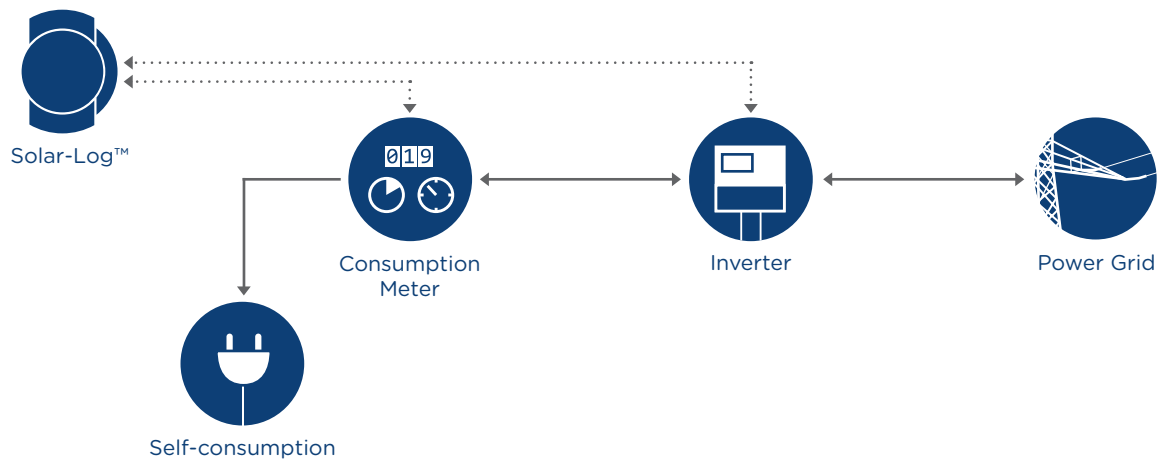 019
Solar-Log™
Consumption
Meter
Inverter
Power Grid
Self-consumption